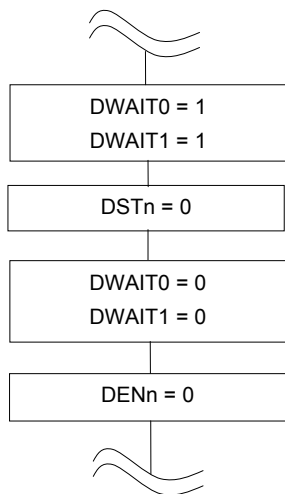 DWAIT0 = 1
DWAIT1 = 1
DSTn = 0
DWAIT0 = 0
DWAIT1 = 0
DENn = 0